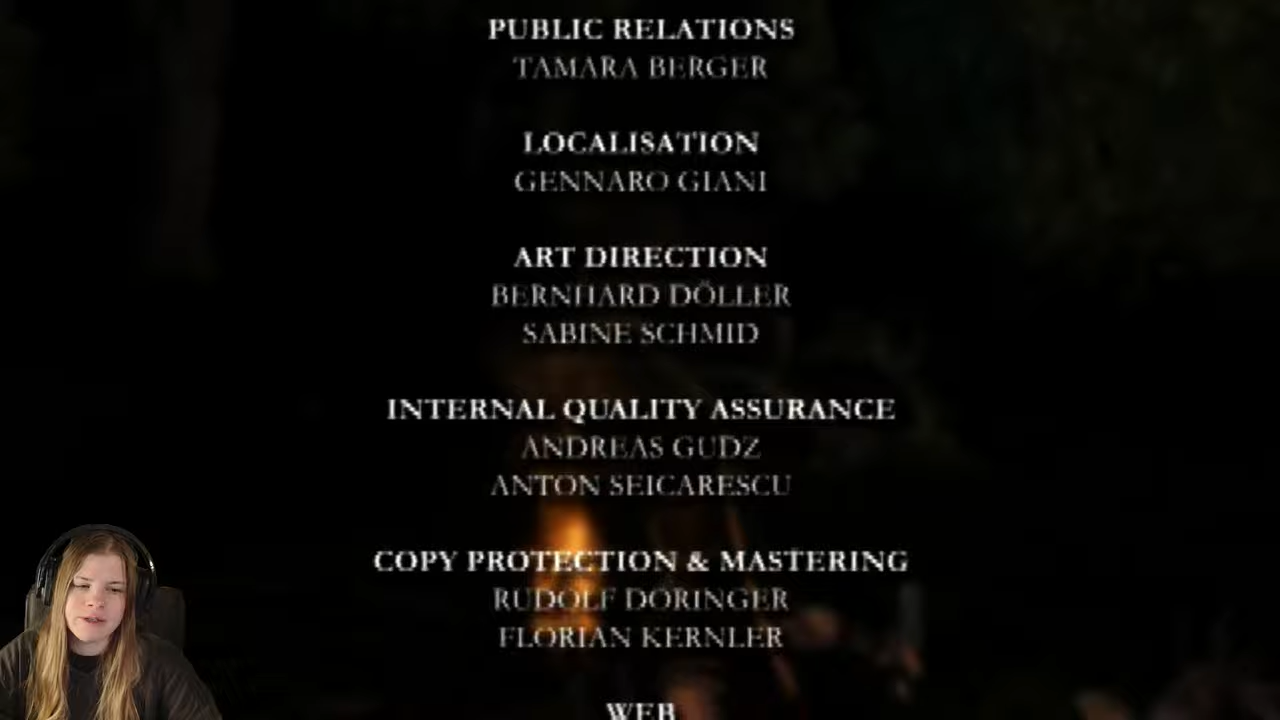 PUBLIC RELATIONS
TAMARA BERGER
LOCALISATION
GENNARO GIANI
ART DIRECTION
BERNHARD DÖLLER
SABINE SCHMID
INTERNAL QUALITY ASSURANCE
ANDREAS GUDZ
ANTON SEICARESCU
COPY PROTECTION & MASTERING
RUDOLF DORINGER
FLORIAN KERNLER
WEB